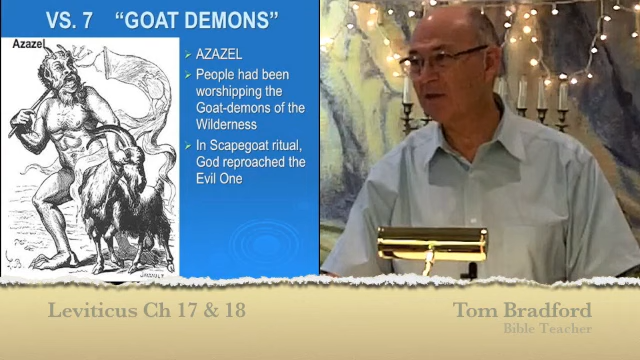 VS. 7 “GOAT DEMONS”
Azazel
AZAZEL
People had been
worshipping the
Goat-demons of the
Wilderness
In Scapegoat ritual,
God reproached the
Evil One
Leviticus Ch 17 & 18
Tom Bradford
Bible Teacher